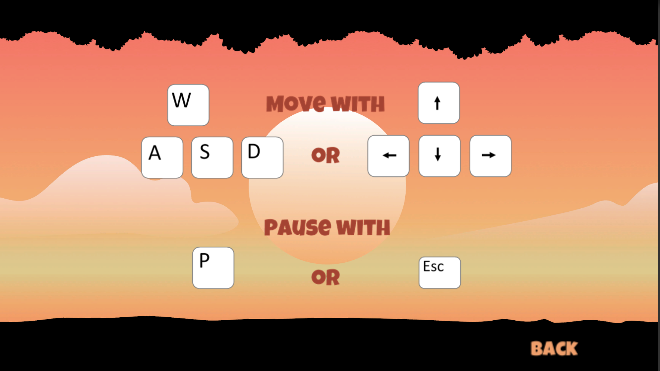 W MOVE WITH ↑
A S D OR ← ↓ →
PAUSE WITH
P OR Esc
BACK